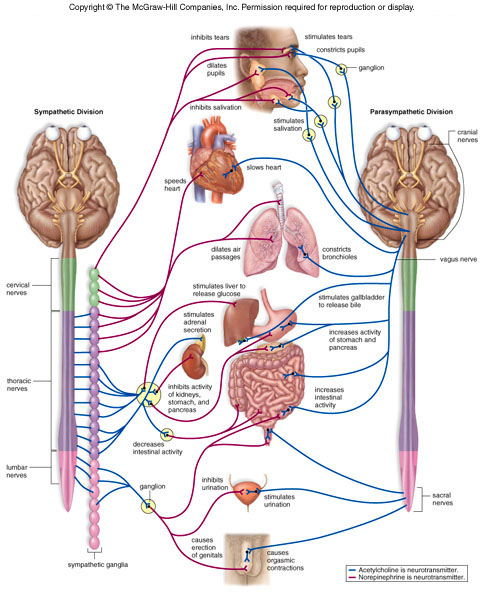 Copyright © The McGraw-Hill Companies, Inc. Permission required for reproduction or display.
inhibits tears
stimulates tears
constricts pupils
ganglion
dilates
pupils
Sympathetic Division
inhibits salivation
stimulates
salivation
Parasympathetic Division
cranial
nerves
speeds
heart
slows heart
dilates air
passages
constricts
bronchioles
vagus nerve
cervical
nerves
stimulates liver to
release glucose
stimulates gallbladder
to release bile
stimulates
adrenal
secretion
increases activity
of stomach and
pancreas
thoracic
nerves
inhibits activity
of kidneys,
stomach, and
pancreas
increases
intestinal
activity
decreases
intestinal activity
lumbar
nerves
ganglion
inhibits
urination
stimulates
urination
sacral
nerves
causes
erection
of genitals
causes
orgasmic
contractions
sympathetic ganglia
Acetylcholine is neurotransmitter.
Norepinephrine is neurotransmitter.